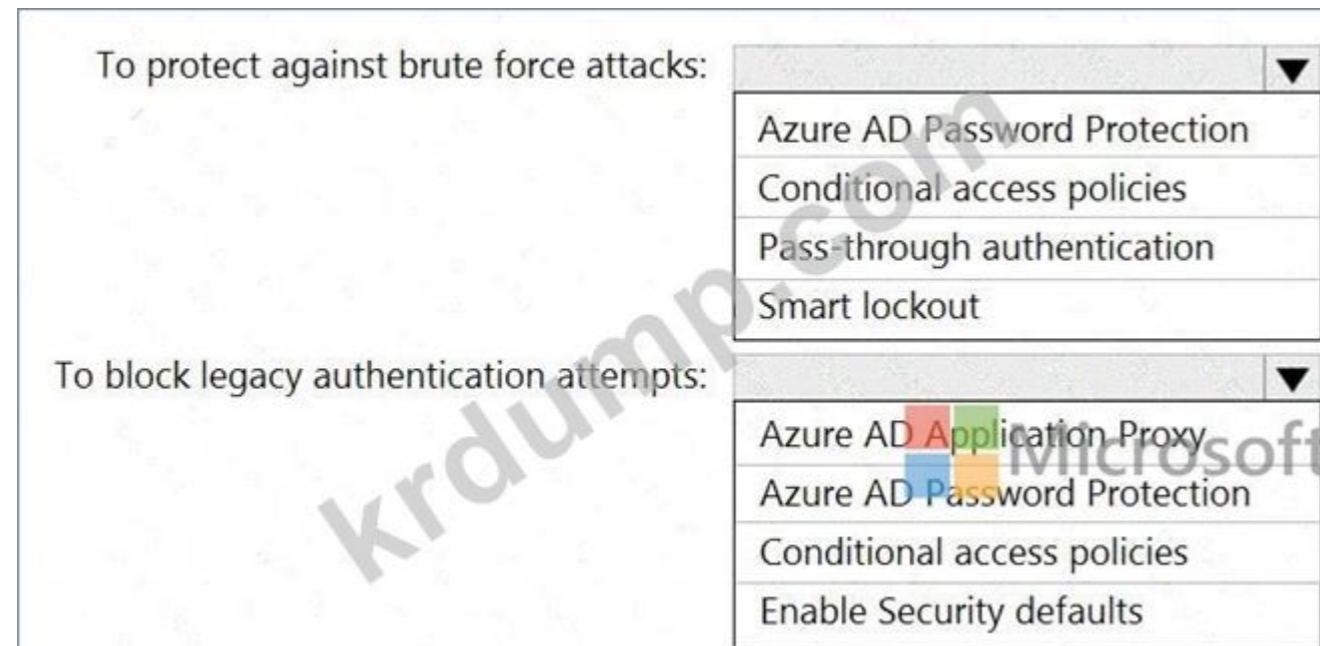 To protect against brute force attacks:
Azure AD Password Protection
Conditional access policies
Pass-through authentication
Smart lockout
To block legacy authentication attempts:
Azure AD Application Proxy
Azure AD Password Protection
Conditional access policies
Enable Security defaults
krdump.com
Microsoft